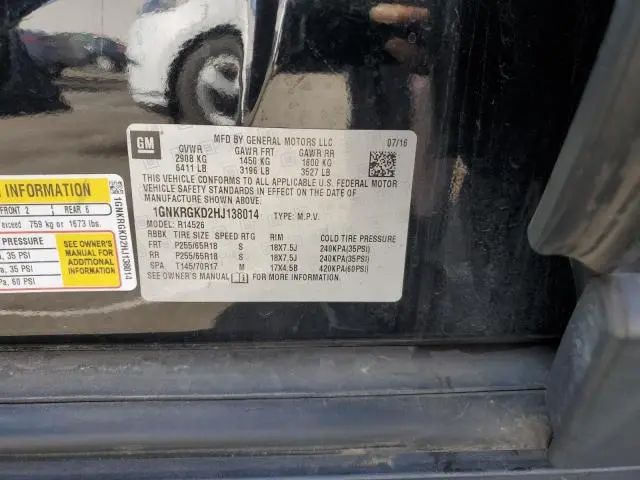 GM
MFD BY GENERAL MOTORS LLC 07/16
GVWR GAWR FRT GAWR RR
2908 KG 1450 KG 1600 KG
6411 LB 3196 LB 3527 LB
THIS VEHICLE CONFORMS TO ALL APPLICABLE U.S. FEDERAL MOTOR
VEHICLE SAFETY STANDARDS IN EFFECT ON THE DATE OF
MANUFACTURE SHOWN ABOVE.
1GNKRGKD2HJ138014 TYPE: M.P.V.
MODEL: R14526
RBBK TIRE SIZE SPEED RTG RIM COLD TIRE PRESSURE
FRT P255/65R18 S 18X7.5J 240KPA(35PSI)
RR P255/65R18 S 18X7.5J 240KPA(35PSI)
SPA T145/70R17 M 17X4.5B 420KPA(60PSI)
SEE OWNER'S MANUAL FOR ADDITIONAL INFORMATION.
INFORMATION
FRONT 2 REAR 5
exceed 759 kg or 1673 lbs.
PRESSURE
, 35 PSI
, 35 PSI
a, 60 PSI
SEE OWNER'S
MANUAL FOR
ADDITIONAL
INFORMATION
1GNKRGKD2HJ138014